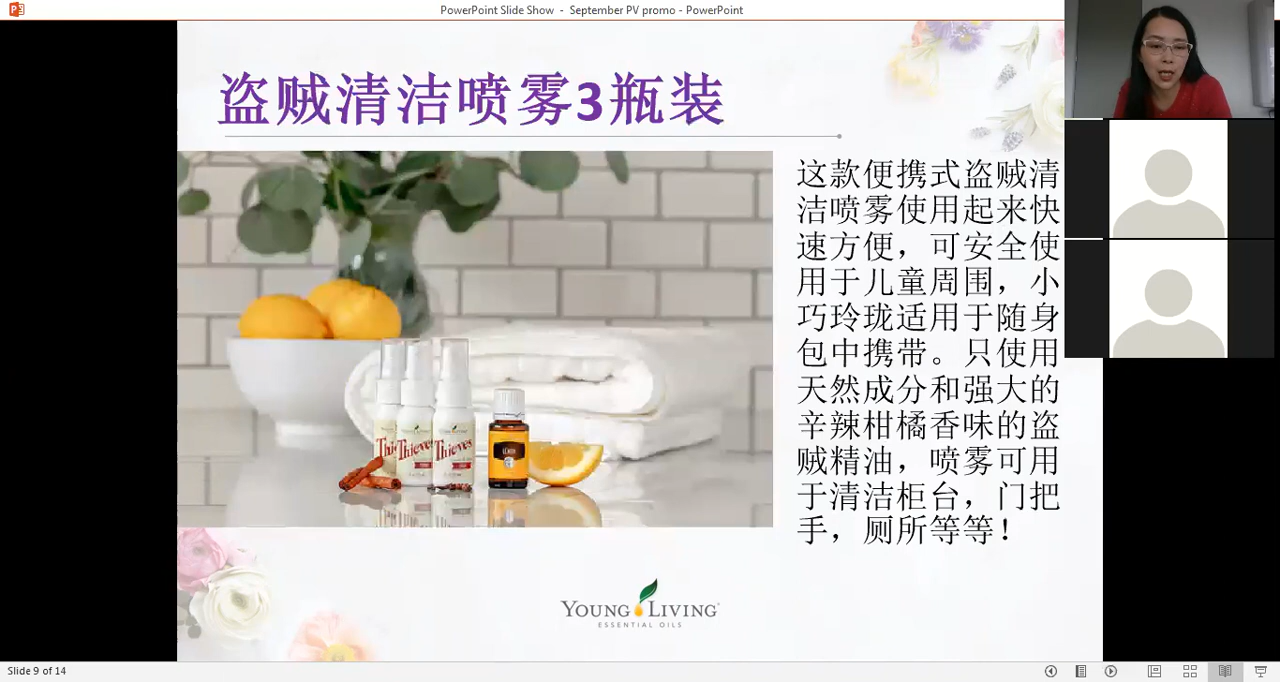 PowerPoint Slide Show - September PV promo - PowerPoint
盗贼清洁喷雾3瓶装
这款便携式盗贼清
洁喷雾使用起来快
速方便，可安全使
用于儿童周围，小
巧玲珑适用于随身
包中携带。只使用
天然成分和强大的
辛辣柑橘香味的盗
贼精油，喷雾可用
于清洁柜台，门把
手，厕所等等！
Thieves
Thieves
LEMON
YOUNG LIVING
ESSENTIAL OILS
Slide 9 of 14